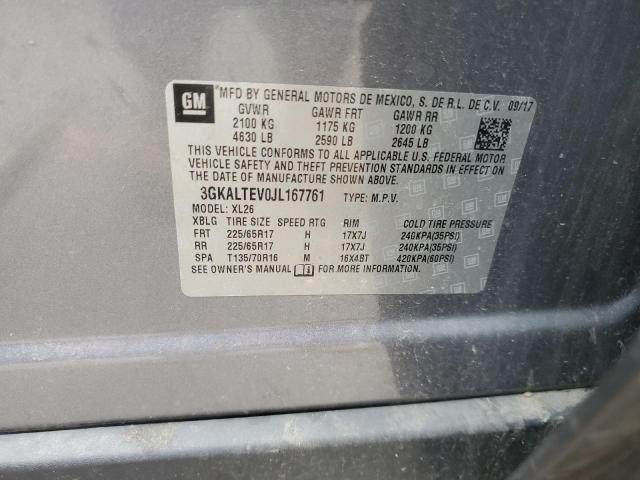 GM
*MFD BY GENERAL MOTORS DE MEXICO, S. DE R.L. DE C.V. 09/17
GVWR GAWR FRT GAWR RR
2100 KG 1175 KG 1200 KG
4630 LB 2590 LB 2645 LB
THIS VEHICLE CONFORMS TO ALL APPLICABLE U.S. FEDERAL MOTOR
VEHICLE SAFETY AND THEFT PREVENTION STANDARDS IN EFFECT ON
THE DATE OF MANUFACTURE SHOWN ABOVE.
3GKALTEV0JL167761 TYPE: M.P.V.
MODEL: XL26
XBLG TIRE SIZE SPEED RTG RIM COLD TIRE PRESSURE
FRT 225/65R17 H 17X7J 240KPA(35PSI)
RR 225/65R17 H 17X7J 240KPA(35PSI)
SPA T135/70R16 M 16X4BT 420KPA(60PSI)
SEE OWNER'S MANUAL FOR MORE INFORMATION